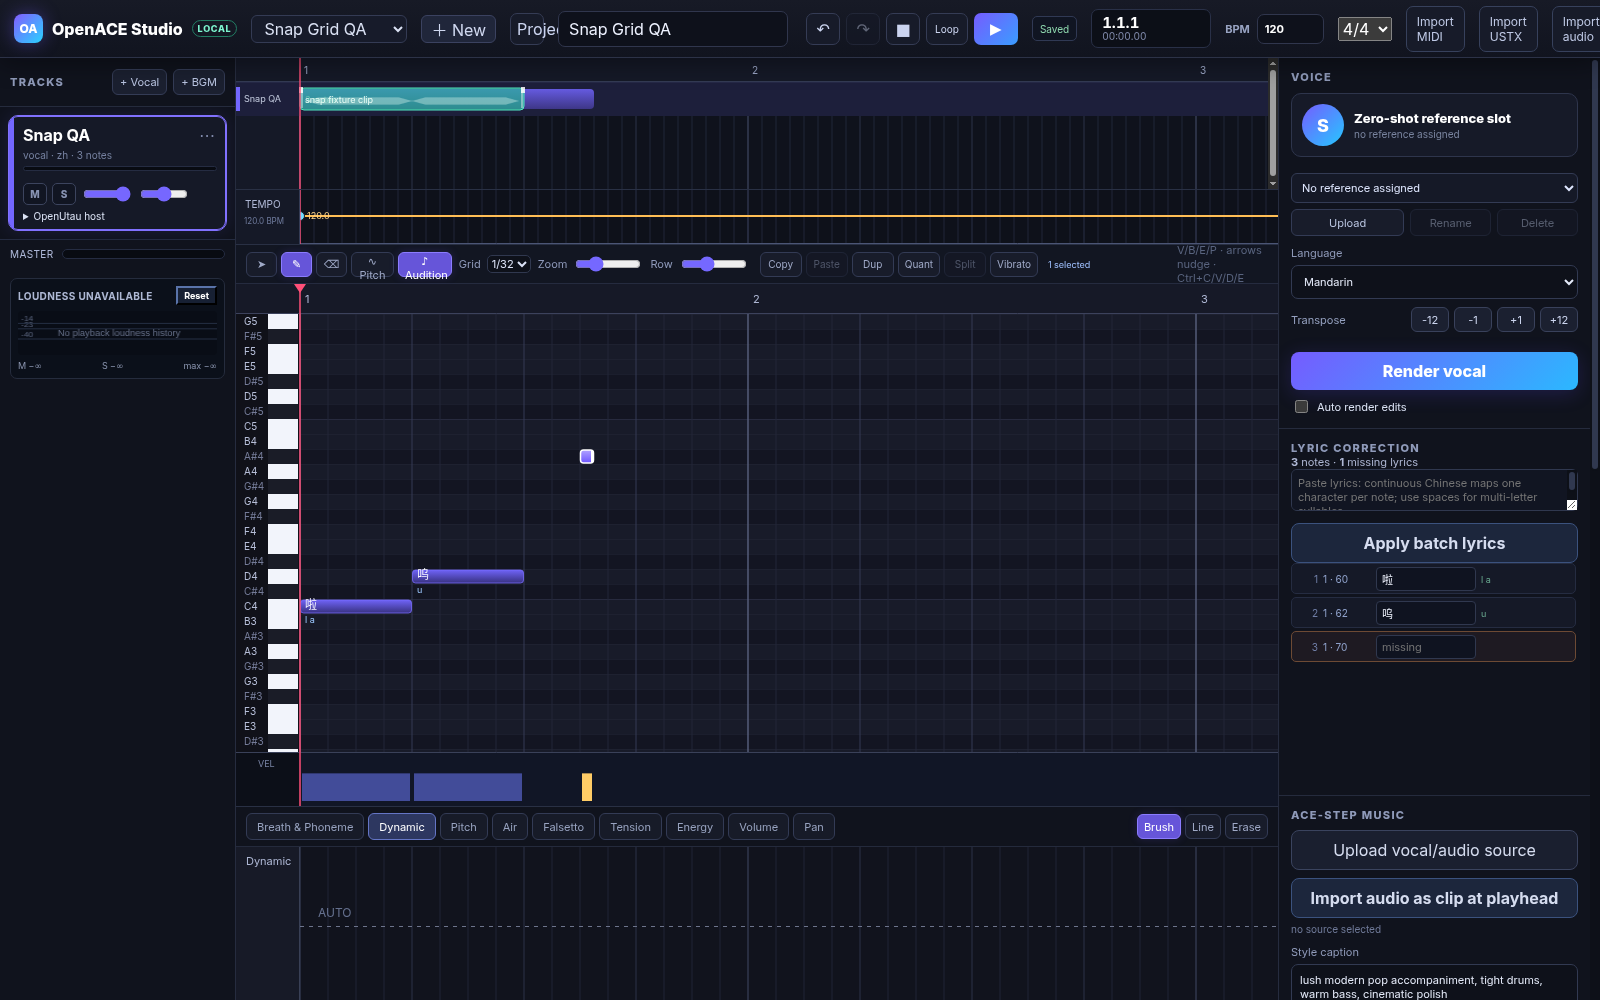 OA OpenACE Studio LOCAL Snap Grid QA + New Projec Snap Grid QA Loop Saved 1.1.1 00:00.00 BPM 120 4/4 Import MIDI Import USTX Import audio
TRACKS + Vocal + BGM
Snap QA ...
vocal · zh · 3 notes
M S
OpenUtau host
MASTER
LOUDNESS UNAVAILABLE Reset
-14
-23
-40
No playback loudness history
M -∞ S -∞ max -∞
1 2 3
Snap QA snap fixture clip
TEMPO
120.0 BPM
120.0
Pitch Audition Grid 1/32 Zoom Row Copy Paste Dup Quant Split Vibrato 1 selected
V/B/E/P · arrows
nudge ·
Ctrl+C/V/D/E
1 2 3
G5
F#5
F5
E5
D#5
D5
C#5
C5
B4
A#4
A4
G#4
G4
F#4
F4
E4
D#4
D4 呜
C#4 u
C4 啦
B3 l a
A#3
A3
G#3
G3
F#3
F3
E3
D#3
VEL
Breath & Phoneme Dynamic Pitch Air Falsetto Tension Energy Volume Pan Brush Line Erase
Dynamic
AUTO
VOICE
S Zero-shot reference slot
no reference assigned
No reference assigned
Upload Rename Delete
Language
Mandarin
Transpose -12 -1 +1 +12
Render vocal
Auto render edits
LYRIC CORRECTION
3 notes · 1 missing lyrics
Paste lyrics: continuous Chinese maps one
character per note; use spaces for multi-letter
Apply batch lyrics
1 1 · 60 啦 l a
2 1 · 62 呜 u
3 1 · 70 missing
ACE-STEP MUSIC
Upload vocal/audio source
Import audio as clip at playhead
no source selected
Style caption
lush modern pop accompaniment, tight drums,
warm bass, cinematic polish